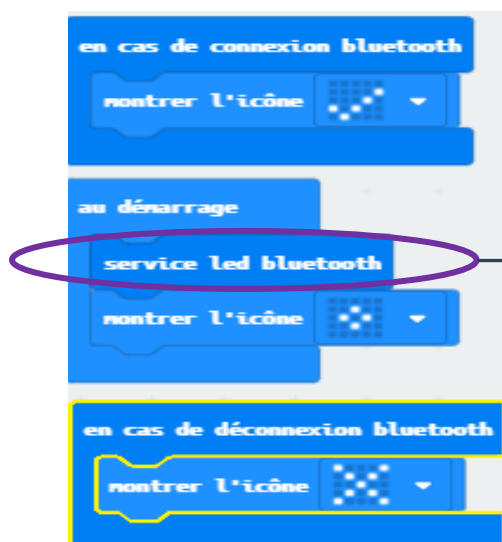 en cas de connexion bluetooth
montrer l'icône
au démarrage
service led bluetooth
montrer l'icône
en cas de déconnexion bluetooth
montrer l'icône